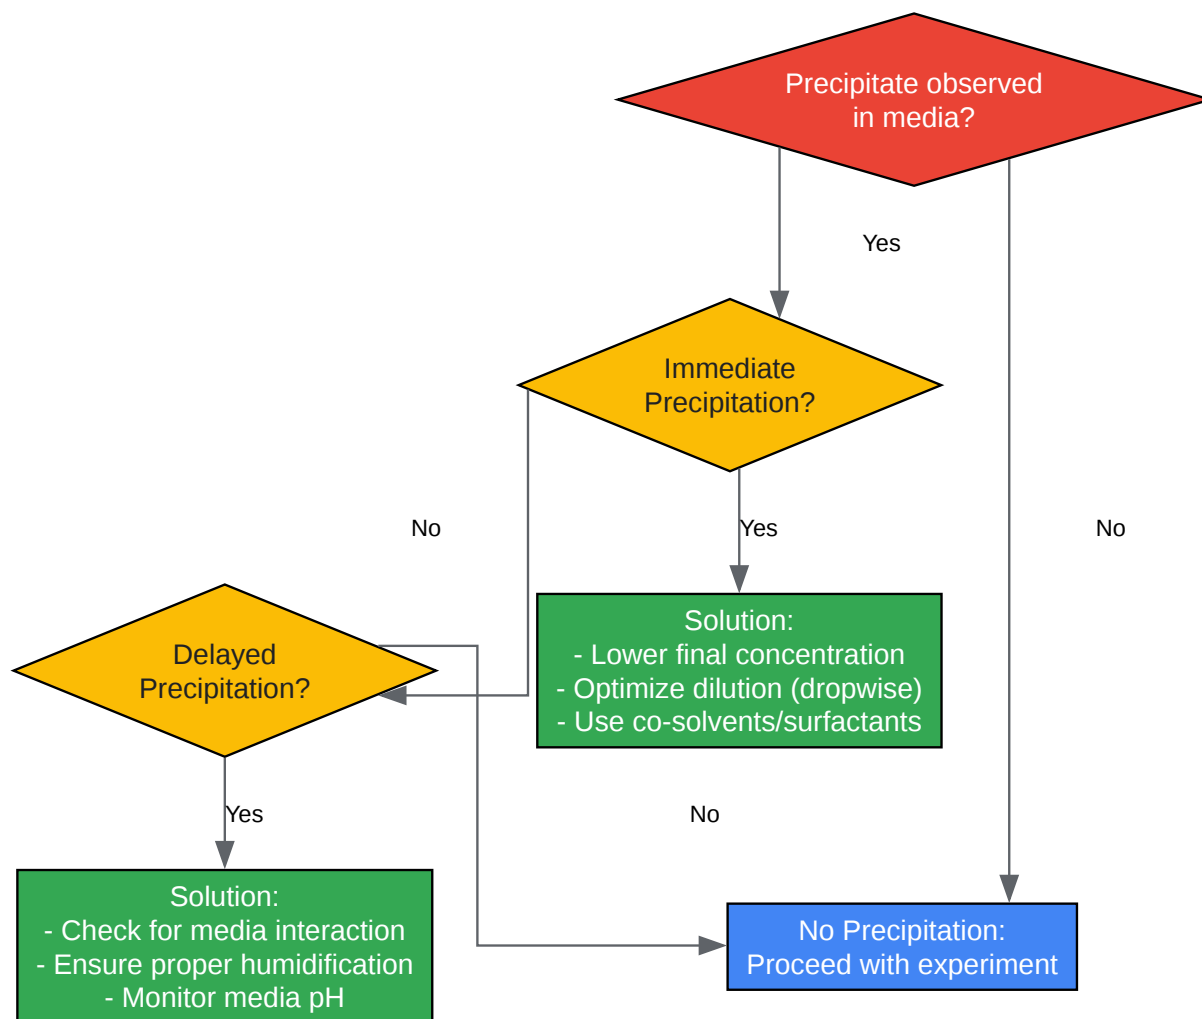 Precipitate observed
in media?
Yes
Immediate
Precipitation?
No
Yes
No
Solution:
- Lower final concentration
- Optimize dilution (dropwise)
- Use co-solvents/surfactants
Delayed
Precipitation?
Yes
No
Solution:
- Check for media interaction
- Ensure proper humidification
- Monitor media pH
No Precipitation:
Proceed with experiment